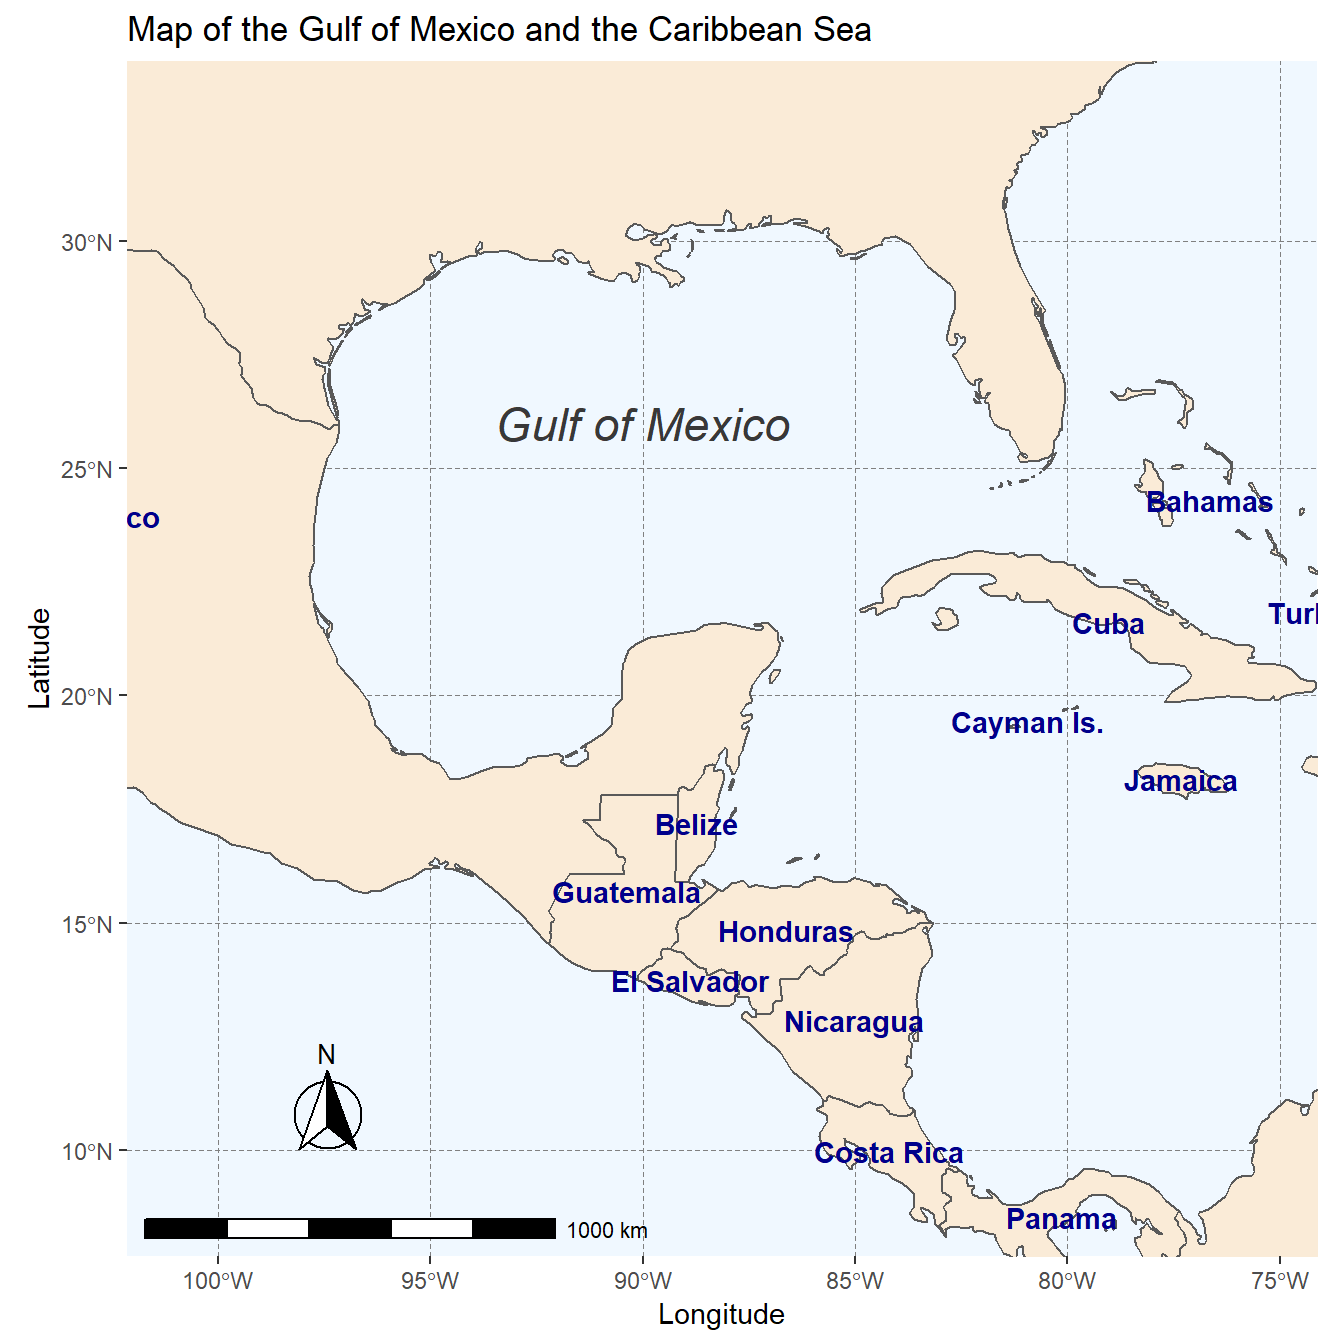 Map of the Gulf of Mexico and the Caribbean Sea
30°N
Gulf of Mexico
25°N
Bahamas
co
Turl
Cuba
Latitude
20°N
Cayman Is.
Jamaica
Belize
Guatemala
15°N
Honduras
El Salvador
Nicaragua
N
10°N
Costa Rica
Panama
1000 km
100°W
95°W
90°W
85°W
80°W
75°W
Longitude